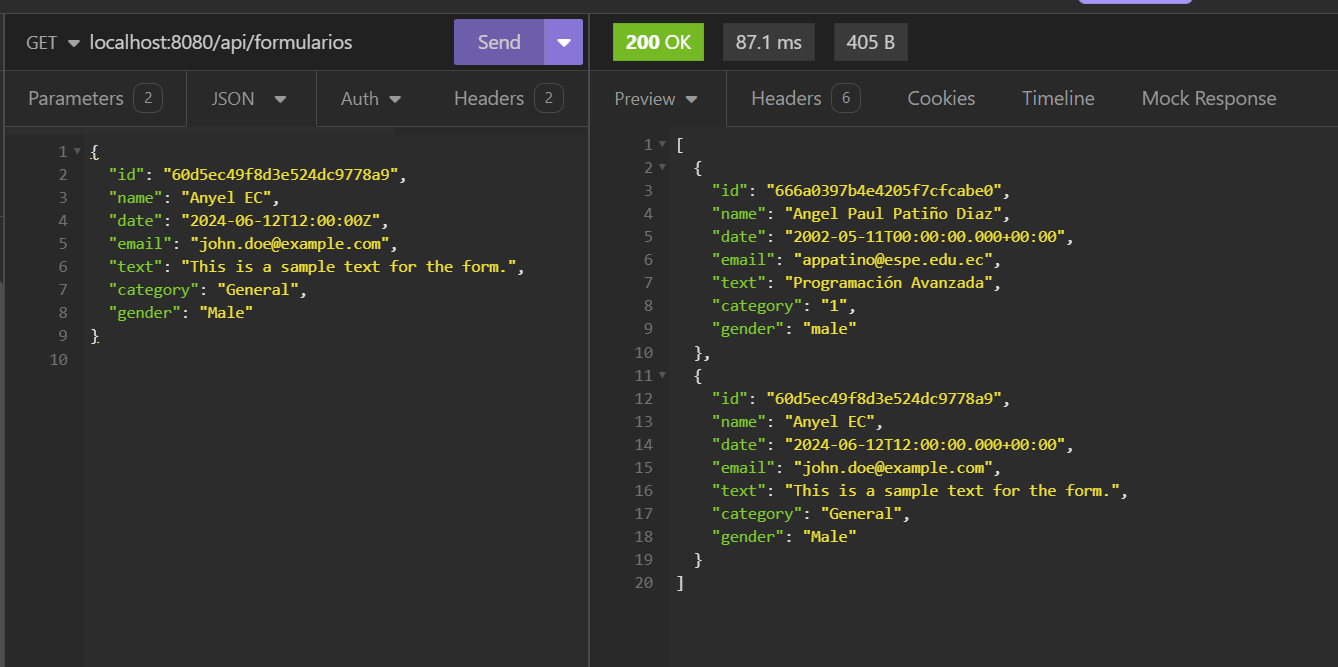 GET localhost:8080/api/formularios Send 200 OK 87.1 ms 405 B
Parameters 2 JSON Auth Headers 2 Preview Headers 6 Cookies Timeline Mock Response
1 {
2 "id": "60d5ec49f8d3e524dc9778a9",
3 "name": "Anyel EC",
4 "date": "2024-06-12T12:00:00Z",
5 "email": "john.doe@example.com",
6 "text": "This is a sample text for the form.",
7 "category": "General",
8 "gender": "Male"
9 }
10
1 [
2 {
3 "id": "666a0397b4e4205f7cfcabe0",
4 "name": "Angel Paul Patiño Diaz",
5 "date": "2002-05-11T00:00:00.000+00:00",
6 "email": "appatino@espe.edu.ec",
7 "text": "Programación Avanzada",
8 "category": "1",
9 "gender": "male"
10 },
11 {
12 "id": "60d5ec49f8d3e524dc9778a9",
13 "name": "Anyel EC",
14 "date": "2024-06-12T12:00:00.000+00:00",
15 "email": "john.doe@example.com",
16 "text": "This is a sample text for the form.",
17 "category": "General",
18 "gender": "Male"
19 }
20 ]